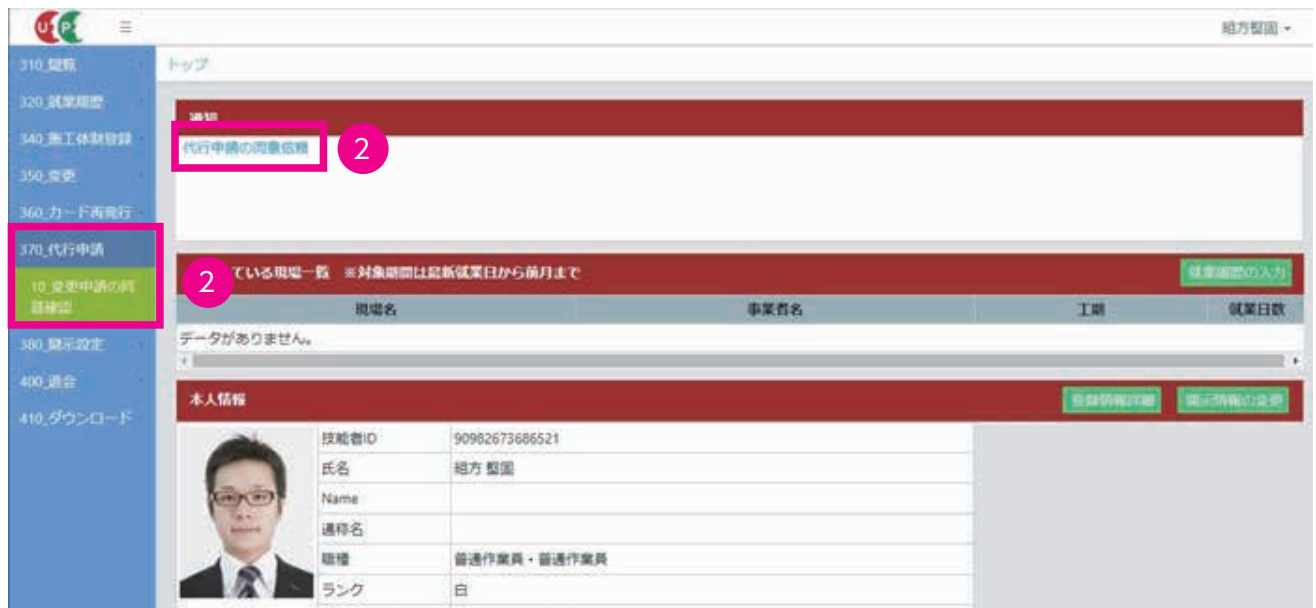 UP
組方堅固
310_閲覧
トップ
320_就業履歴
通知
340_施工体制登録
代行申請の同意依頼
2
350_変更
360_カード再発行
370_代行申請
2
ている現場一覧 ※対象期間は最新就業日から前月まで
就業履歴の入力
10_変更申請の同意確認
現場名 事業者名 工期 就業日数
データがありません。
380_開示設定
400_退会
本人情報 登録情報詳細 開示情報の変更
410_ダウンロード
技能者ID 90982673686521
氏名 組方 堅固
Name
通称名
職種 普通作業員・普通作業員
ランク 白